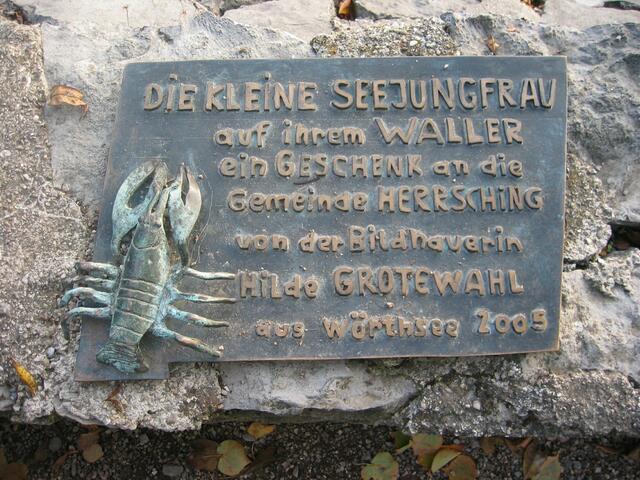 DiE KLEiNE SEEJUNGFRAU
auf ihrem WALLER
ein GESCHENK an die
Gemeinde HERRSCHiNG
von der Bildhauerin
Hilde GROTEWAHL
aus Wörthsee 2005